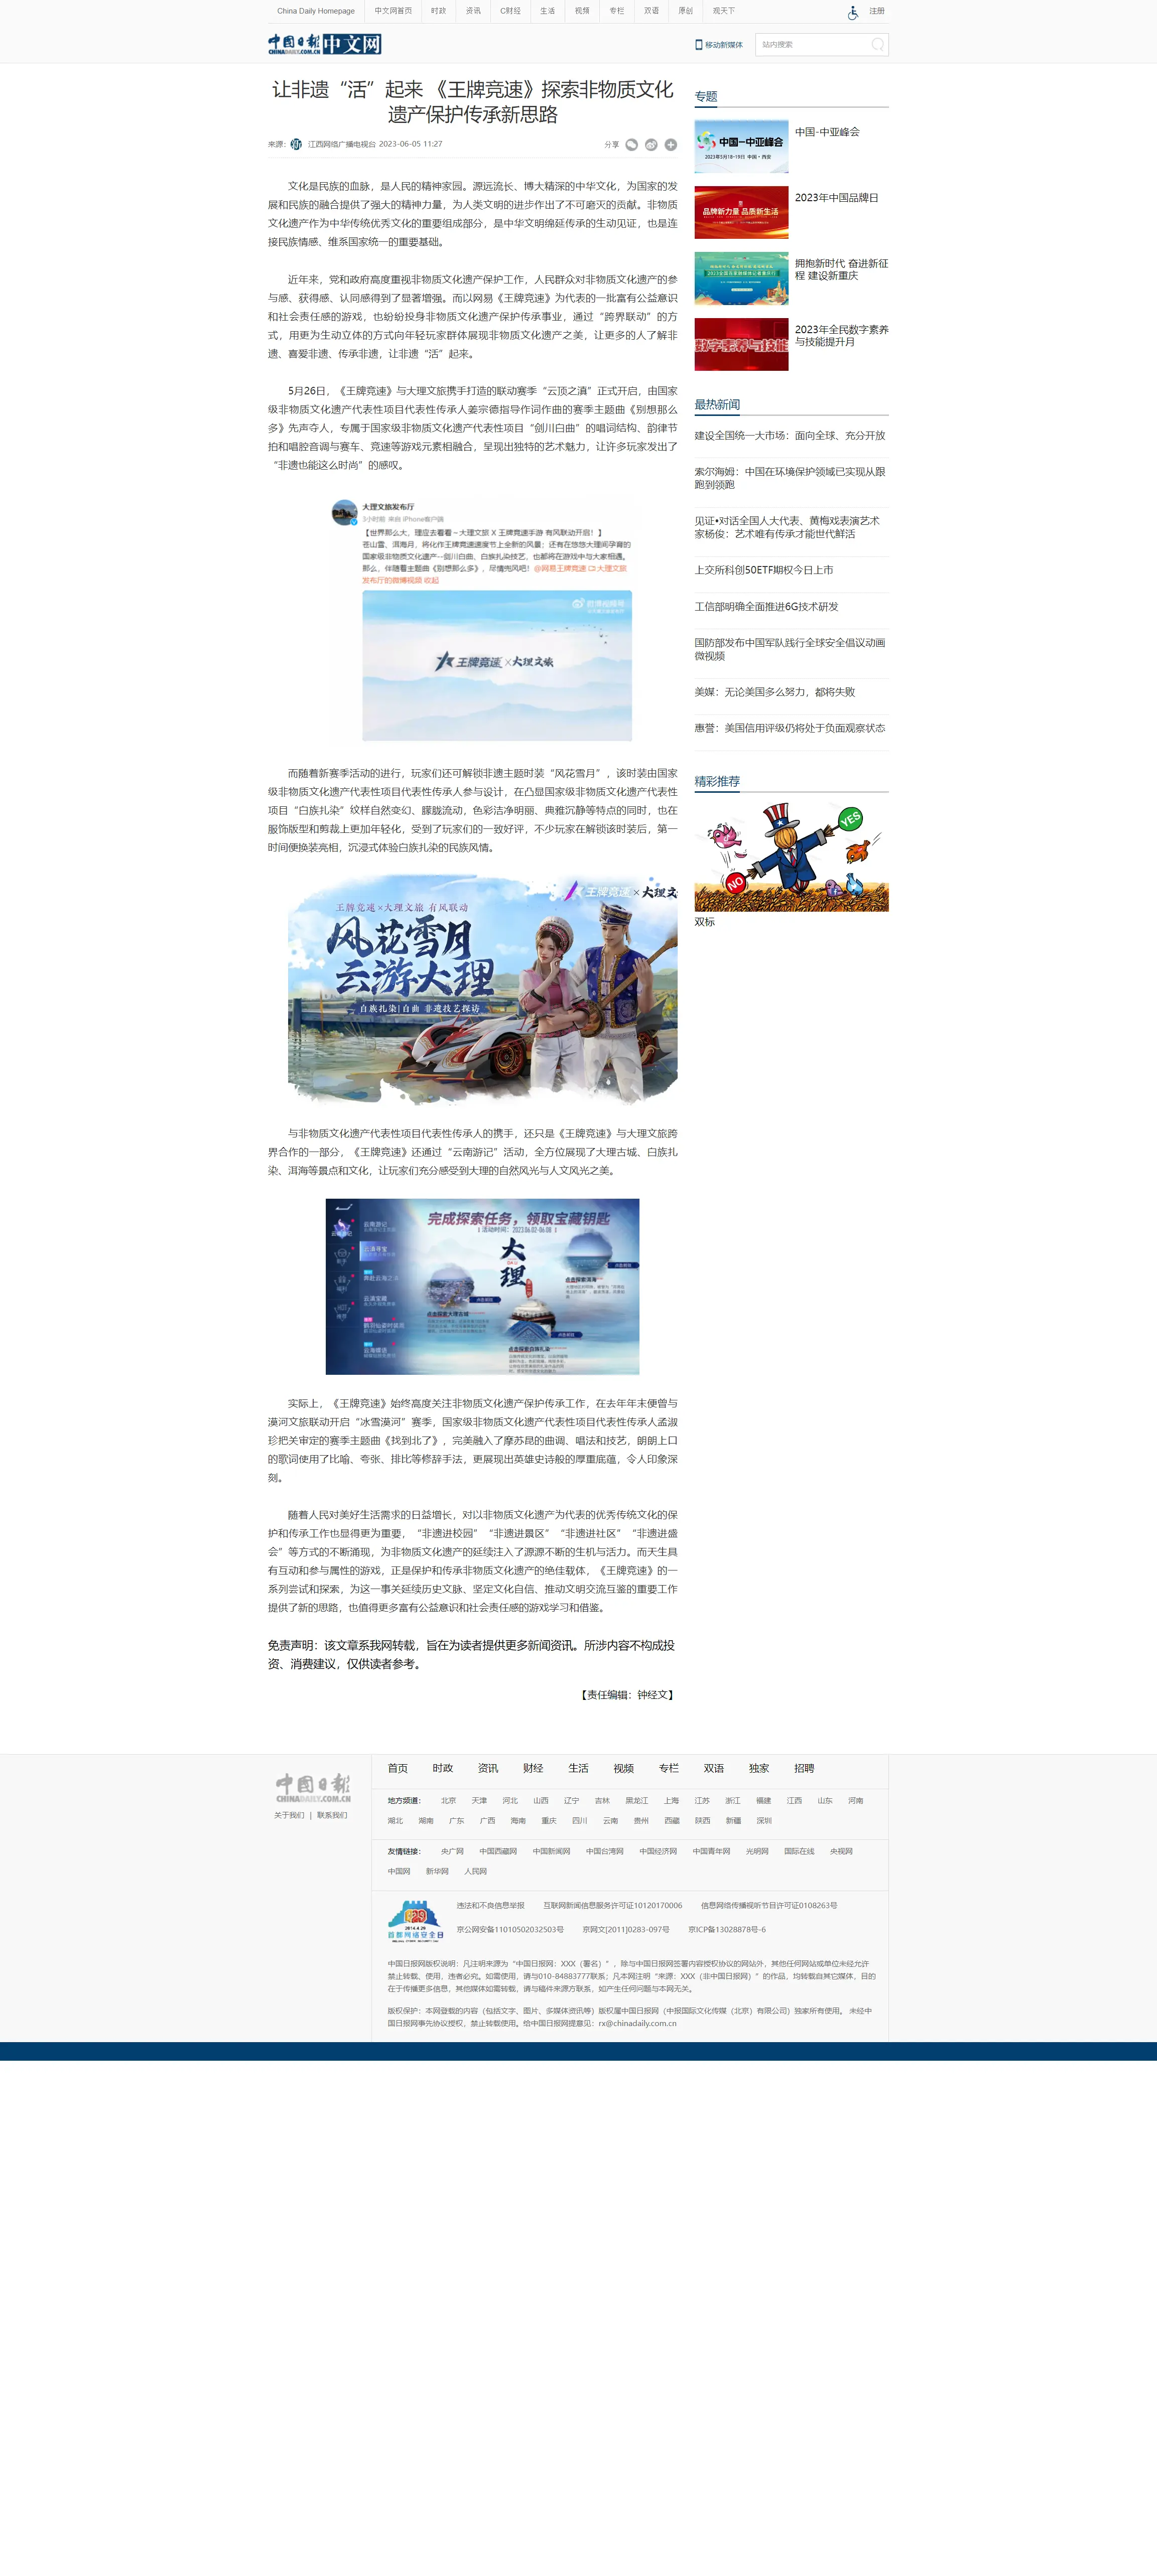 China Daily Homepage 中文网首页 时政 资讯 C财经 生活 视频 专栏 双语 原创 观天下 注册
中国日报 中文网
CHINADAILY.COM.CN
移动新媒体 站内搜索
让非遗“活”起来 《王牌竞速》探索非物质文化
遗产保护传承新思路
来源： 江西网络广播电视台 2023-06-05 11:27
分享
文化是民族的血脉，是人民的精神家园。源远流长、博大精深的中华文化，为国家的发
展和民族的融合提供了强大的精神力量，为人类文明的进步作出了不可磨灭的贡献。非物质
文化遗产作为中华传统优秀文化的重要组成部分，是中华文明绵延传承的生动见证，也是连
接民族情感、维系国家统一的重要基础。
近年来，党和政府高度重视非物质文化遗产保护工作，人民群众对非物质文化遗产的参
与感、获得感、认同感得到了显著增强。而以网易《王牌竞速》为代表的一批富有公益意识
和社会责任感的游戏，也纷纷投身非物质文化遗产保护传承事业，通过“跨界联动”的方
式，用更为生动立体的方式向年轻玩家群体展现非物质文化遗产之美，让更多的人了解非
遗、喜爱非遗、传承非遗，让非遗“活”起来。
5月26日，《王牌竞速》与大理文旅携手打造的联动赛季“云顶之滇”正式开启，由国家
级非物质文化遗产代表性项目代表性传承人姜宗德指导作词作曲的赛季主题曲《别想那么
多》先声夺人，专属于国家级非物质文化遗产代表性项目“剑川白曲”的唱词结构、韵律节
拍和唱腔音调与赛车、竞速等游戏元素相融合，呈现出独特的艺术魅力，让许多玩家发出了
“非遗也能这么时尚”的感叹。
大理文旅发布厅
3小时前 来自 iPhone客户端
【世界那么大，理应去看看~大理文旅 X 王牌竞速手游 有风联动开启！】
苍山雪、洱海月，将化作王牌竞速速度节上全新的风景；还有在悠悠大理间孕育的
国家级非物质文化遗产--剑川白曲、白族扎染技艺，也都将在游戏中与大家相遇。
那么，伴随着主题曲《别想那么多》，尽情兜风吧！@网易王牌竞速 大理文旅
发布厅的微博视频 收起
微博视频号
王牌竞速×大理文旅
而随着新赛季活动的进行，玩家们还可解锁非遗主题时装“风花雪月”，该时装由国家
级非物质文化遗产代表性项目代表性传承人参与设计，在凸显国家级非物质文化遗产代表性
项目“白族扎染”纹样自然变幻、朦胧流动，色彩洁净明丽、典雅沉静等特点的同时，也在
服饰版型和剪裁上更加年轻化，受到了玩家们的一致好评，不少玩家在解锁该时装后，第一
时间便换装亮相，沉浸式体验白族扎染的民族风情。
王牌竞速×大理文
王牌竞速×大理文旅 有风联动
风花雪月
云游大理
白族扎染|白曲 非遗技艺探访
与非物质文化遗产代表性项目代表性传承人的携手，还只是《王牌竞速》与大理文旅跨
界合作的一部分，《王牌竞速》还通过“云南游记”活动，全方位展现了大理古城、白族扎
染、洱海等景点和文化，让玩家们充分感受到大理的自然风光与人文风光之美。
完成探索任务，领取宝藏钥匙
活动时间：2023.06.02-06.08
大理
云南游记
云滇寻宝
云滇宝藏
点击探索洱海
点击探索大理古城
点击探索白族扎染
实际上，《王牌竞速》始终高度关注非物质文化遗产保护传承工作，在去年年末便曾与
漠河文旅联动开启“冰雪漠河”赛季，国家级非物质文化遗产代表性项目代表性传承人孟淑
珍把关审定的赛季主题曲《找到北了》，完美融入了摩苏昆的曲调、唱法和技艺，朗朗上口
的歌词使用了比喻、夸张、排比等修辞手法，更展现出英雄史诗般的厚重底蕴，令人印象深
刻。
随着人民对美好生活需求的日益增长，对以非物质文化遗产为代表的优秀传统文化的保
护和传承工作也显得更为重要，“非遗进校园”“非遗进景区”“非遗进社区”“非遗进盛
会”等方式的不断涌现，为非物质文化遗产的延续注入了源源不断的生机与活力。而天生具
有互动和参与属性的游戏，正是保护和传承非物质文化遗产的绝佳载体，《王牌竞速》的一
系列尝试和探索，为这一事关延续历史文脉、坚定文化自信、推动文明交流互鉴的重要工作
提供了新的思路，也值得更多富有公益意识和社会责任感的游戏学习和借鉴。
免责声明：该文章系我网转载，旨在为读者提供更多新闻资讯。所涉内容不构成投
资、消费建议，仅供读者参考。
【责任编辑：钟经文】
专题
中国-中亚峰会
2023年5月18-19日 中国·西安
中国-中亚峰会
品牌新力量 品质新生活
2023年中国品牌日
拥抱新时代 奋进新征
程 建设新重庆
数字素养与技能
2023年全民数字素养
与技能提升月
最热新闻
建设全国统一大市场：面向全球、充分开放
索尔海姆：中国在环境保护领域已实现从跟
跑到领跑
见证•对话全国人大代表、黄梅戏表演艺术
家杨俊：艺术唯有传承才能世代鲜活
上交所科创50ETF期权今日上市
工信部明确全面推进6G技术研发
国防部发布中国军队践行全球安全倡议动画
微视频
美媒：无论美国多么努力，都将失败
惠誉：美国信用评级仍将处于负面观察状态
精彩推荐
YES
NO
双标
中国日报
CHINADAILY.COM.CN
关于我们 | 联系我们
首页 时政 资讯 财经 生活 视频 专栏 双语 独家 招聘
地方频道： 北京 天津 河北 山西 辽宁 吉林 黑龙江 上海 江苏 浙江 福建 江西 山东 河南
湖北 湖南 广东 广西 海南 重庆 四川 云南 贵州 西藏 陕西 新疆 深圳
友情链接： 央广网 中国西藏网 中国新闻网 中国台湾网 中国经济网 中国青年网 光明网 国际在线 央视网
中国网 新华网 人民网
2014.4.29
首都网络安全日
违法和不良信息举报 互联网新闻信息服务许可证10120170006 信息网络传播视听节目许可证0108263号
京公网安备11010502032503号 京网文[2011]0283-097号 京ICP备13028878号-6
中国日报网版权说明：凡注明来源为“中国日报网：XXX（署名）”，除与中国日报网签署内容授权协议的网站外，其他任何网站或单位未经允许
禁止转载、使用，违者必究。如需使用，请与010-84883777联系；凡本网注明“来源：XXX（非中国日报网）”的作品，均转载自其它媒体，目的
在于传播更多信息，其他媒体如需转载，请与稿件来源方联系，如产生任何问题与本网无关。
版权保护：本网登载的内容（包括文字、图片、多媒体资讯等）版权属中国日报网（中报国际文化传媒（北京）有限公司）独家所有使用。 未经中
国日报网事先协议授权，禁止转载使用。给中国日报网提意见：rx@chinadaily.com.cn